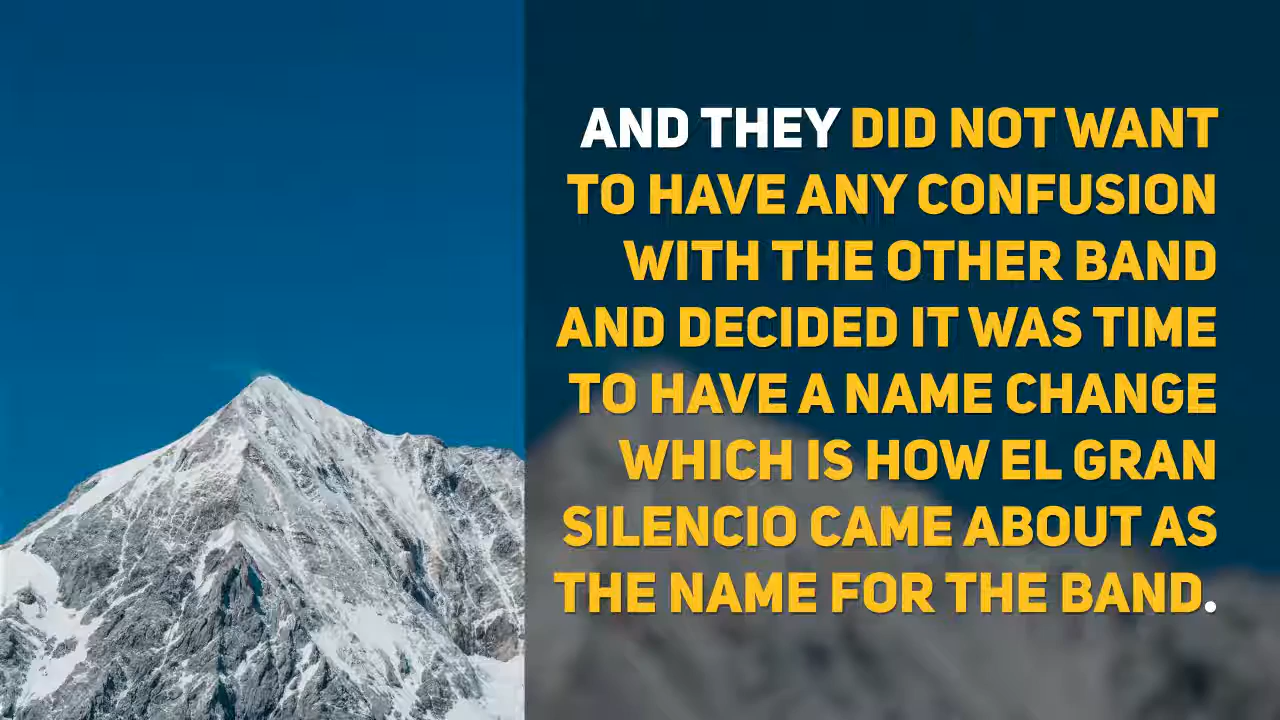 AND THEY DID NOT WANT
TO HAVE ANY CONFUSION
WITH THE OTHER BAND
AND DECIDED IT WAS TIME
TO HAVE A NAME CHANGE
WHICH IS HOW EL GRAN
SILENCIO CAME ABOUT AS
THE NAME FOR THE BAND.